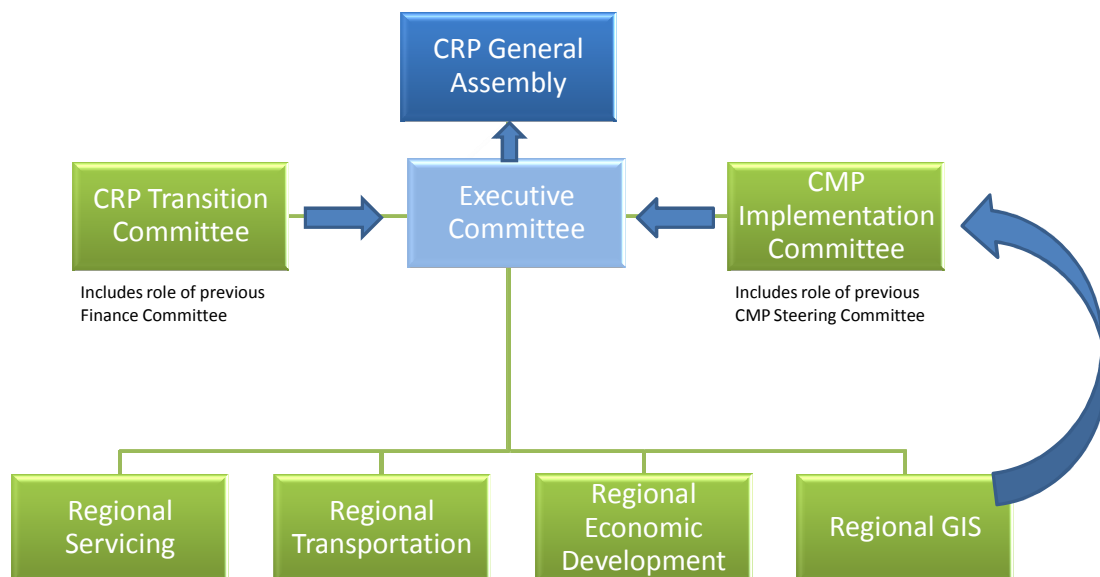 CRP General
Assembly
CRP Transition
Committee
Executive
Committee
CMP
Implementation
Committee
Includes role of previous
Finance Committee
Includes role of previous
CMP Steering Committee
Regional
Servicing
Regional
Transportation
Regional
Economic
Development
Regional GIS